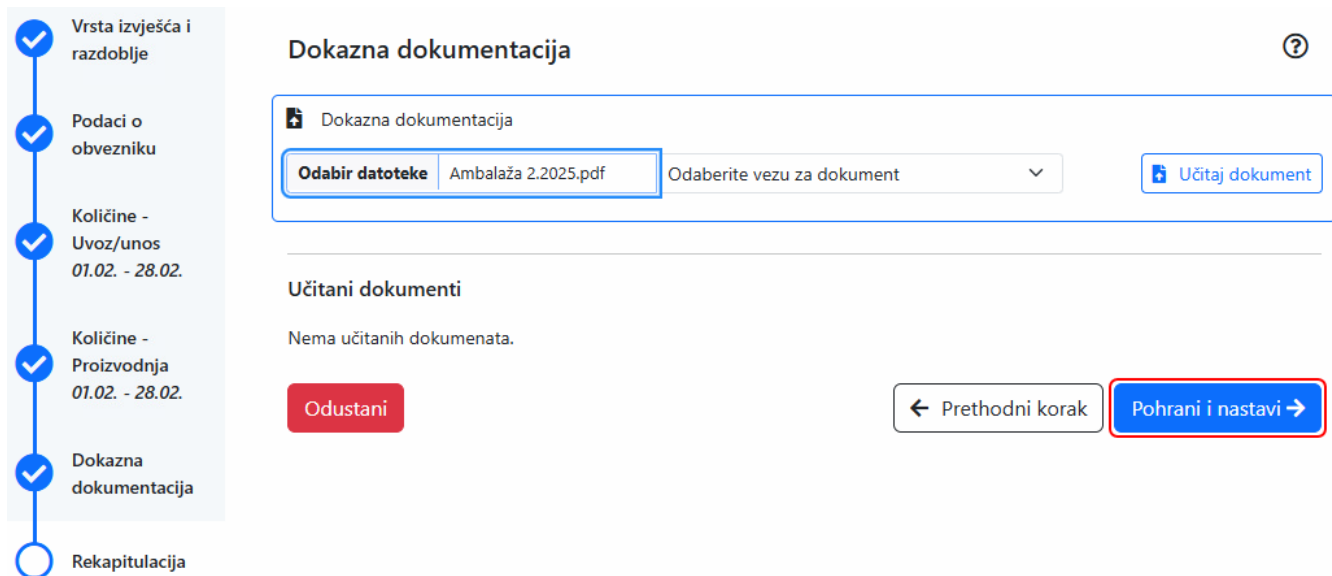 Vrsta izvješća i
razdoblje
Podaci o
obvezniku
Količine -
Uvoz/unos
01.02. - 28.02.
Količine -
Proizvodnja
01.02. - 28.02.
Dokazna
dokumentacija
Rekapitulacija
Dokazna dokumentacija
Dokazna dokumentacija
Odabir datoteke Ambalaža 2.2025.pdf Odaberite vezu za dokument Učitaj dokument
Učitani dokumenti
Nema učitanih dokumenata.
Odustani Prethodni korak Pohrani i nastavi